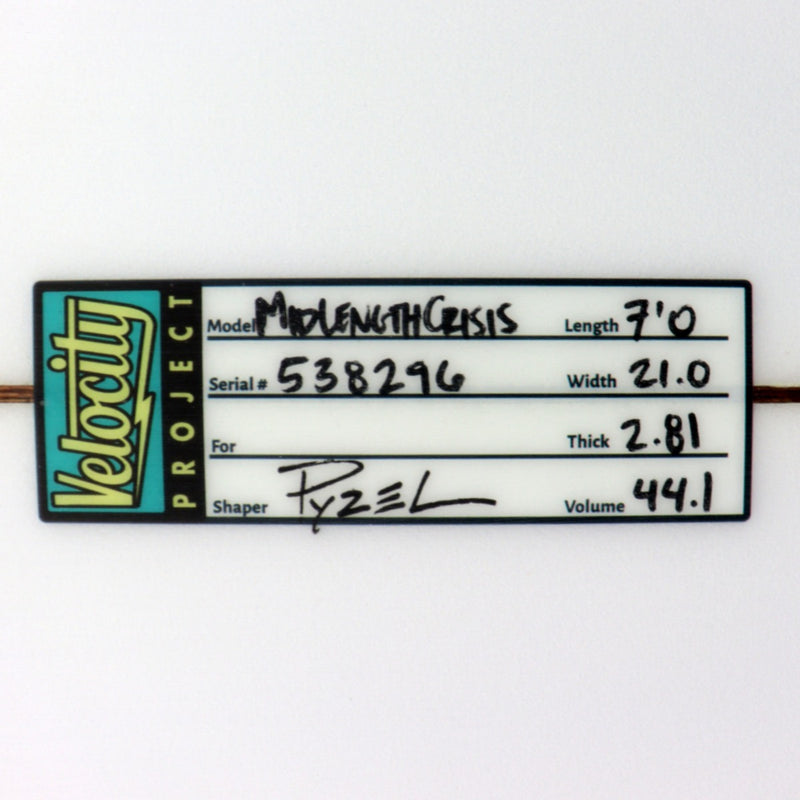 Velocity
PROJECT
Model MIDLENGTHCRISIS Length 7'0
Serial # 538296 Width 21.0
For Thick 2.81
Shaper PYZEL Volume 44.1